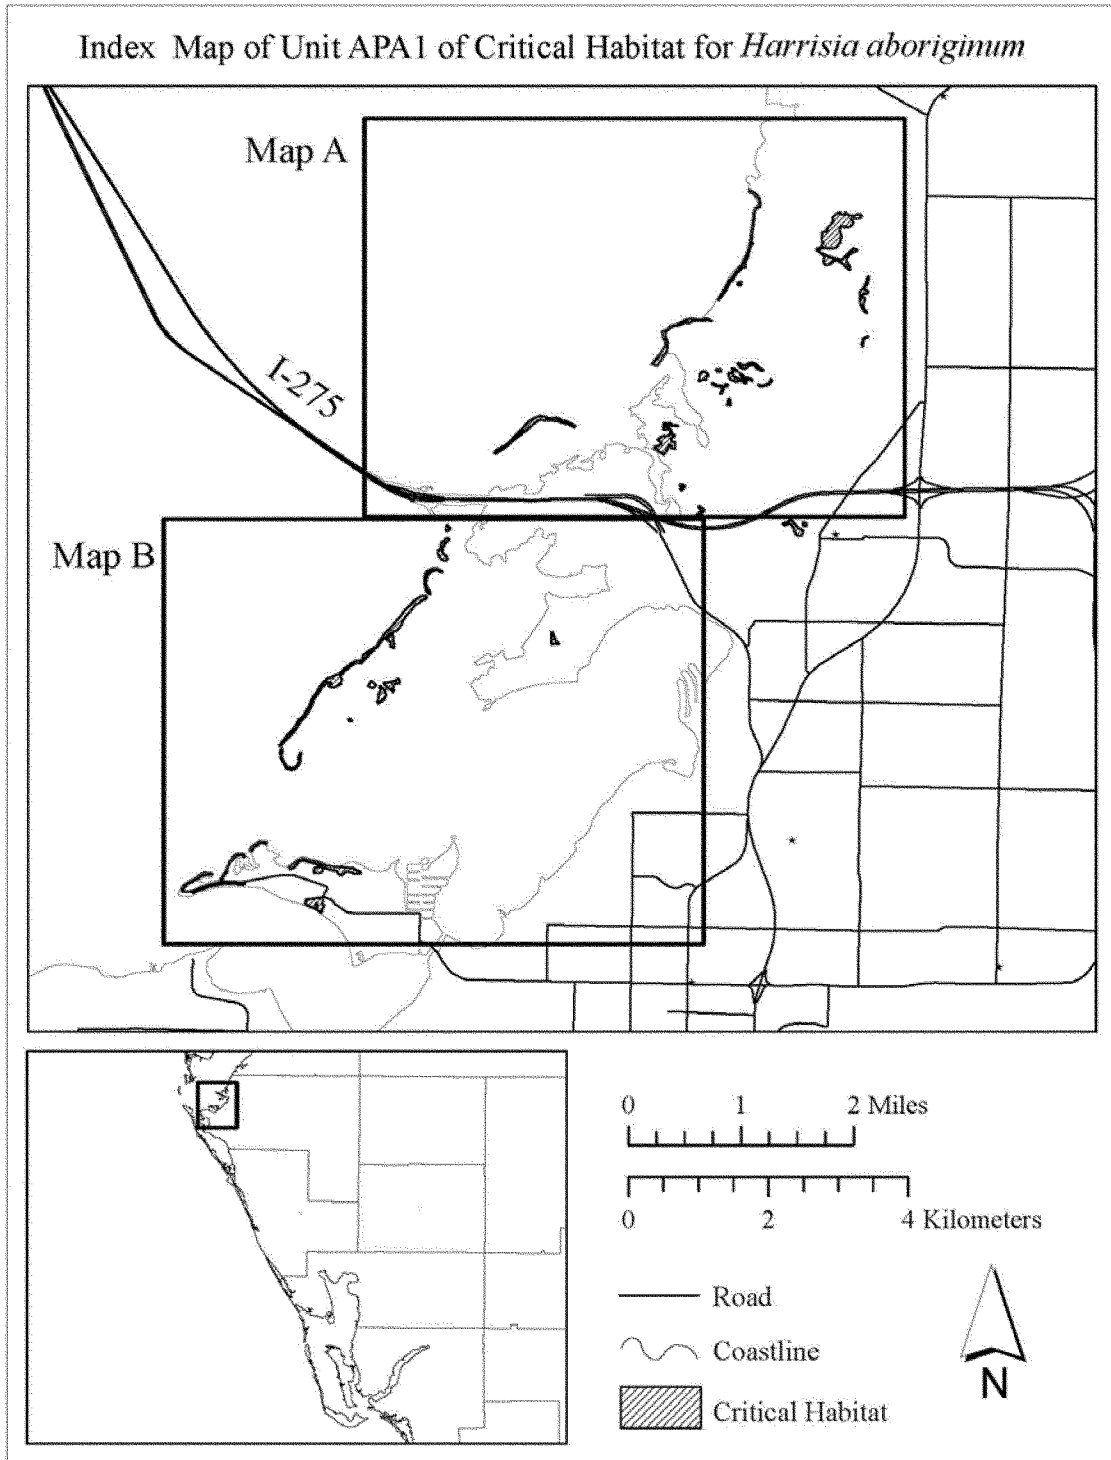 Index Map of Unit APA1 of Critical Habitat for Harrisia aboriginum
Map A
I-275
Map B
0 1 2 Miles
0 2 4 Kilometers
Road
Coastline
Critical Habitat
N